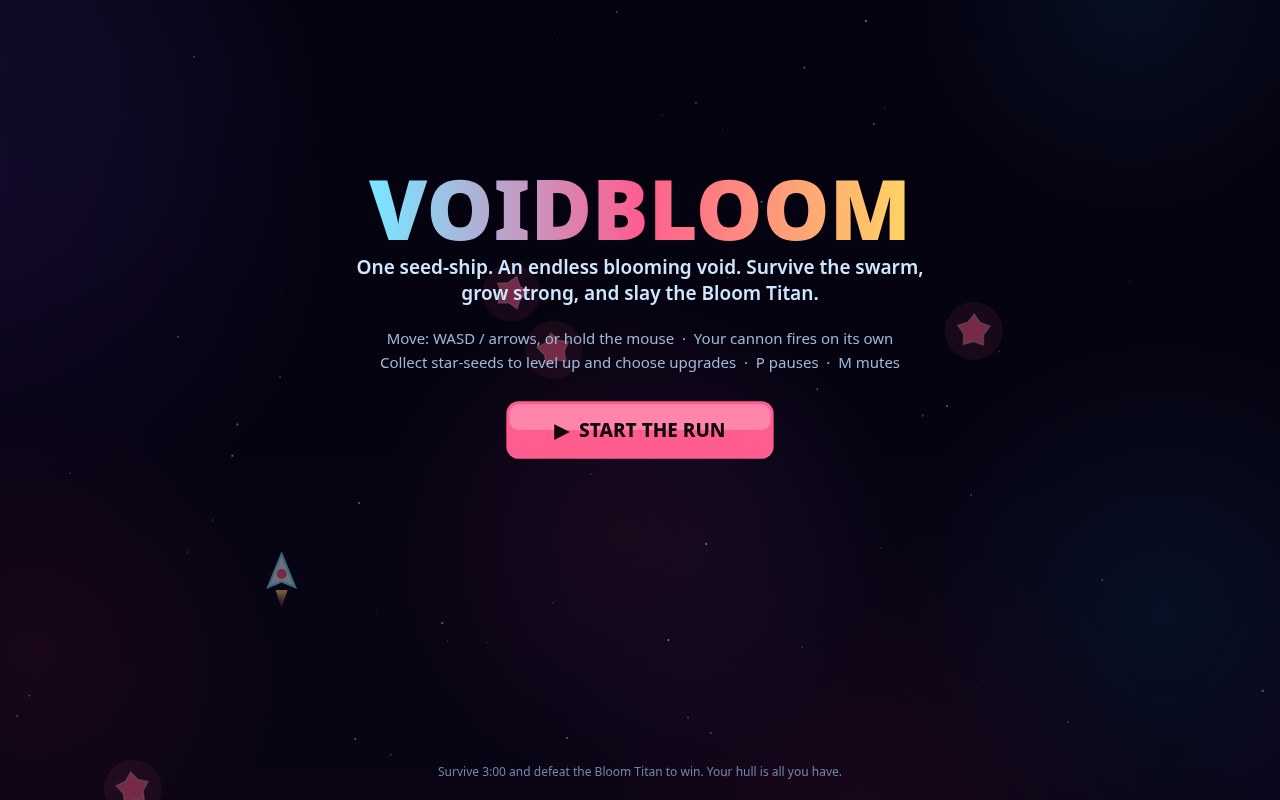 VOIDBLOOM
One seed-ship. An endless blooming void. Survive the swarm,
grow strong, and slay the Bloom Titan.
Move: WASD / arrows, or hold the mouse · Your cannon fires on its own
Collect star-seeds to level up and choose upgrades · P pauses · M mutes
▶ START THE RUN
Survive 3:00 and defeat the Bloom Titan to win. Your hull is all you have.